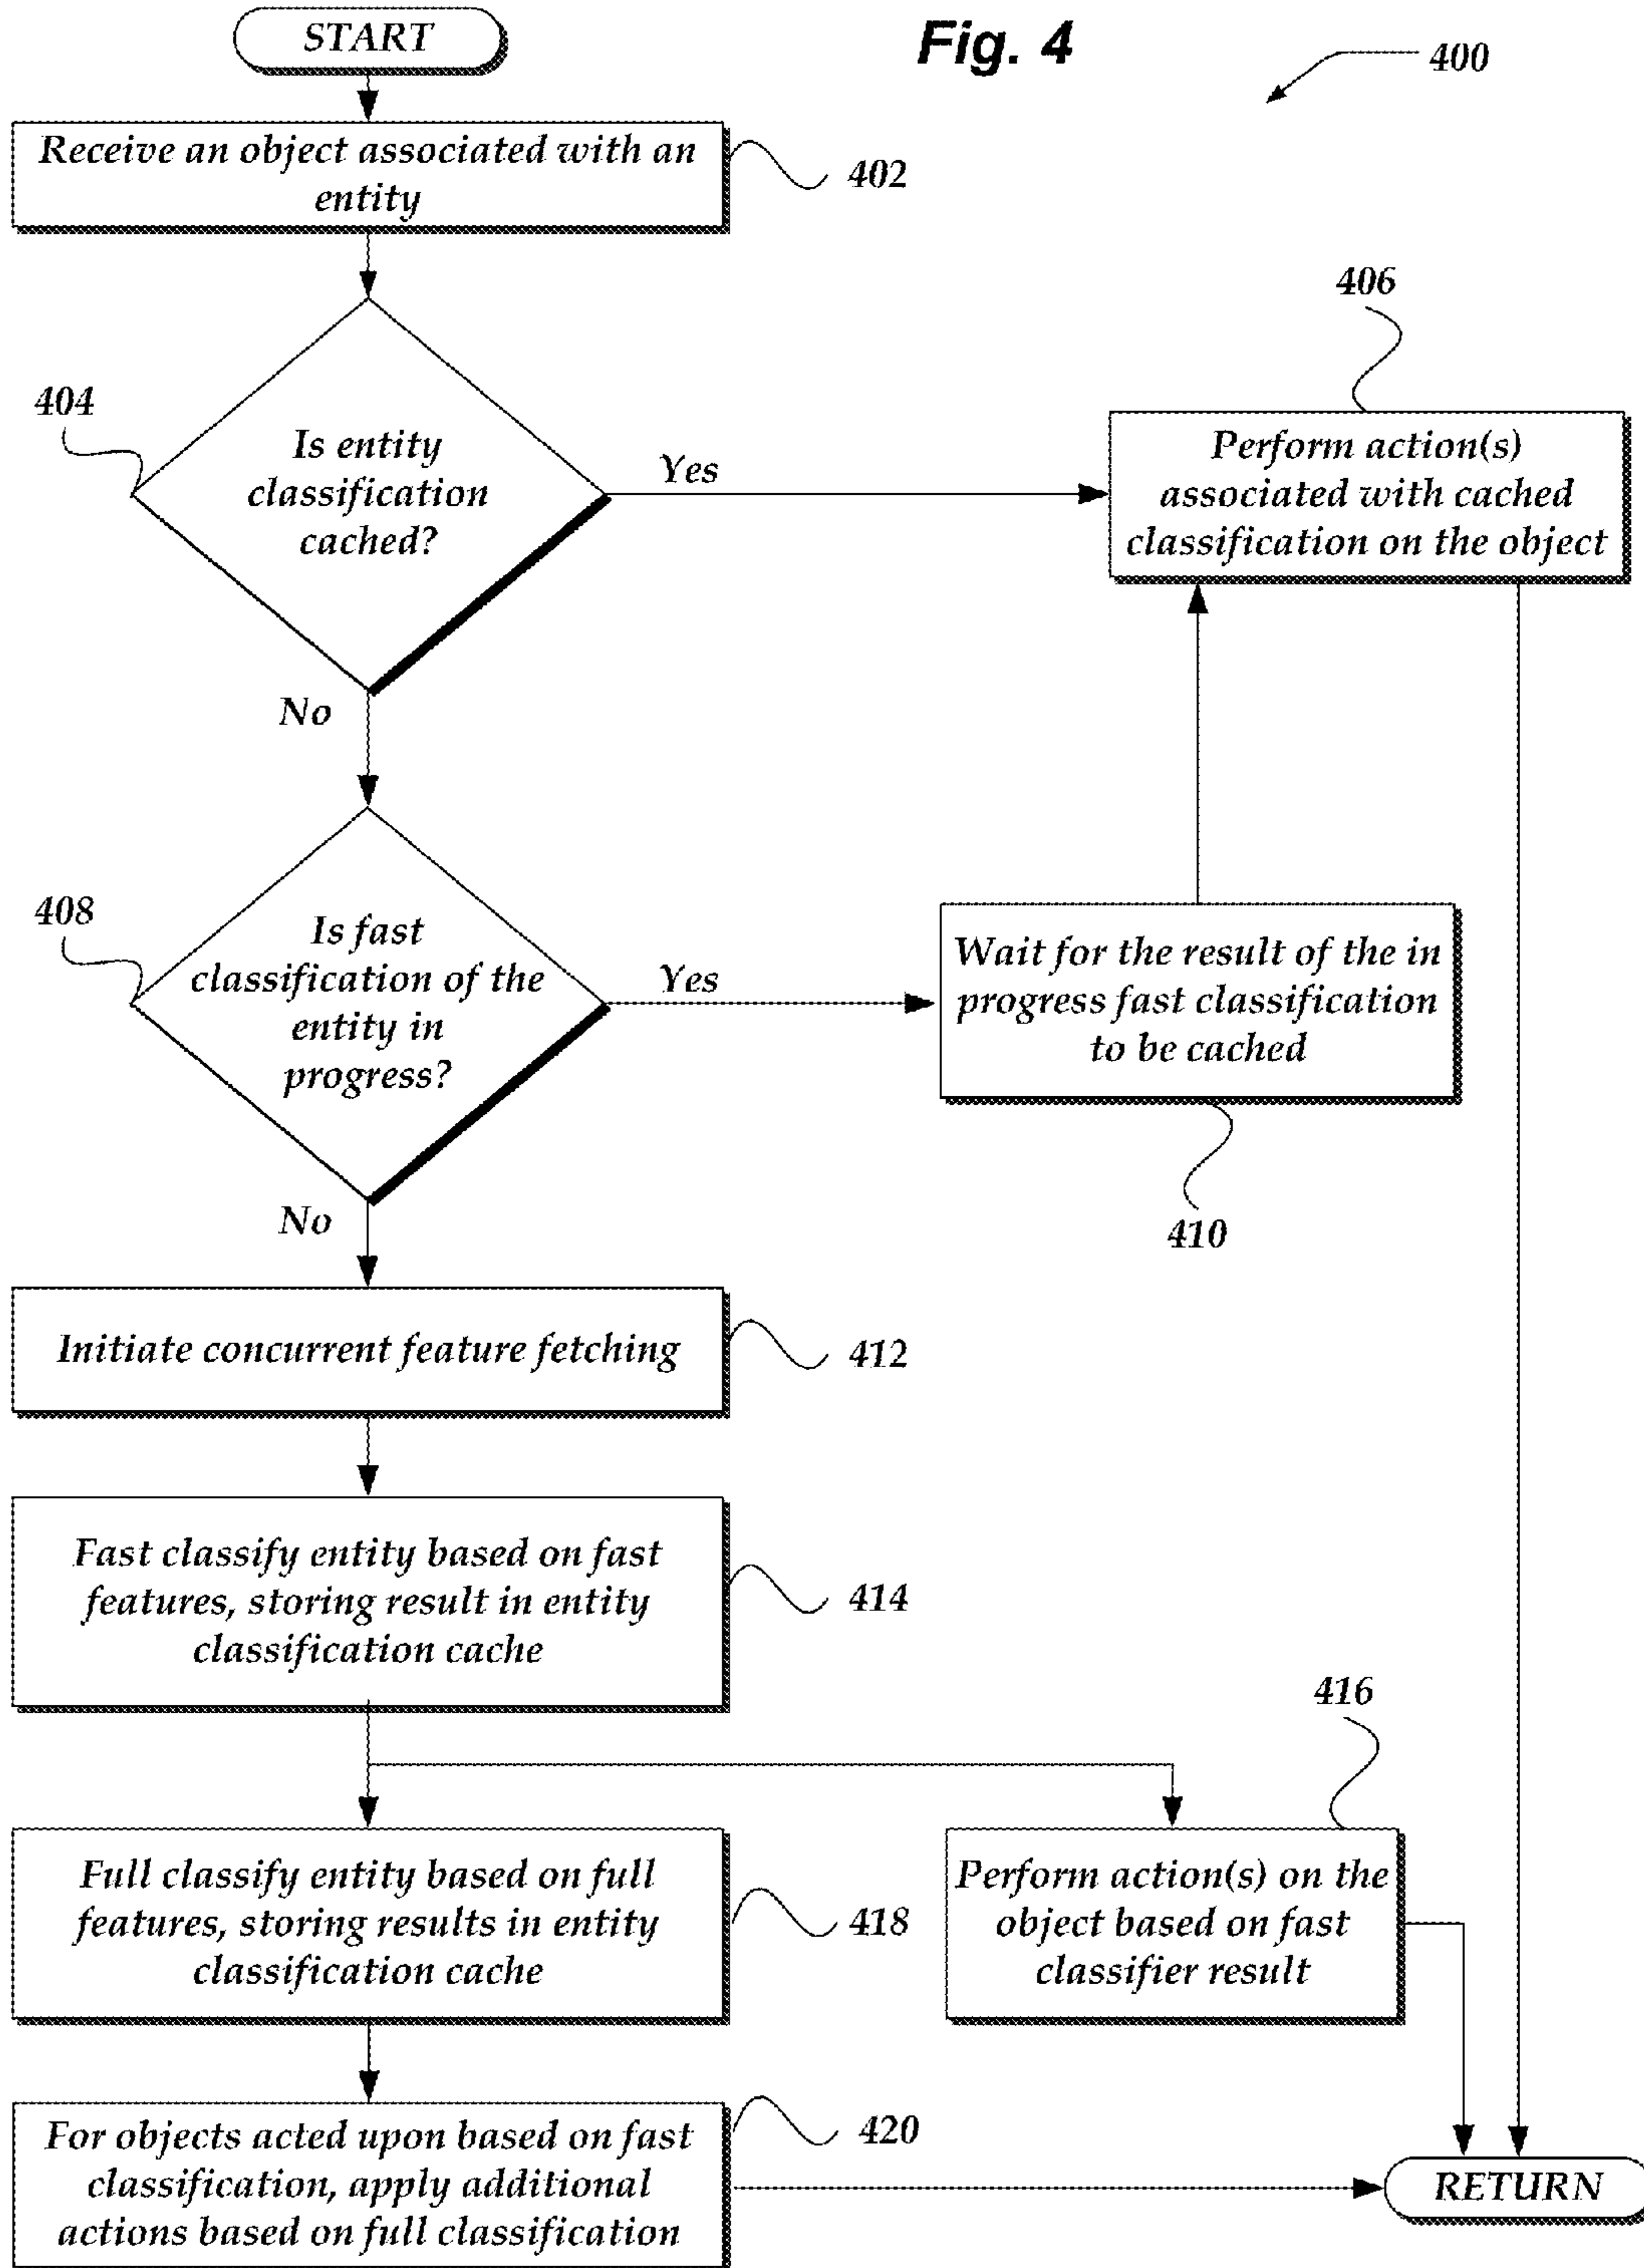 START
Fig. 4
400
Receive an object associated with an
entity
402
406
404
Is entity
classification
cached?
Yes
Perform action(s)
associated with cached
classification on the object
No
408
Is fast
classification of the
entity in
progress?
Yes
Wait for the result of the in
progress fast classification
to be cached
410
No
Initiate concurrent feature fetching
412
Fast classify entity based on fast
features, storing result in entity
classification cache
414
416
Full classify entity based on full
features, storing results in entity
classification cache
418
Perform action(s) on the
object based on fast
classifier result
For objects acted upon based on fast
classification, apply additional
actions based on full classification
420
RETURN